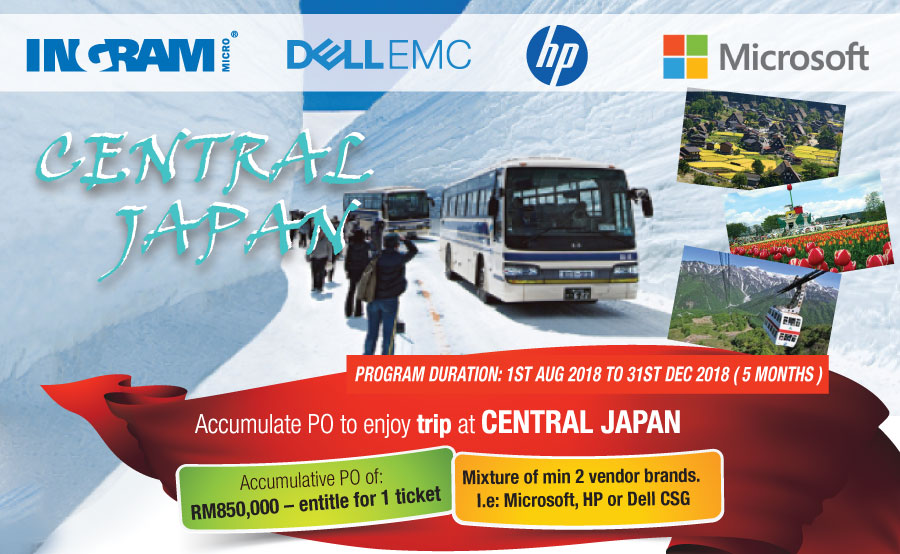 INGRAM MICRO®
DELLEMC
hp
Microsoft
CENTRAL
JAPAN
PROGRAM DURATION: 1ST AUG 2018 TO 31ST DEC 2018 ( 5 MONTHS )
Accumulate PO to enjoy trip at CENTRAL JAPAN
Accumulative PO of:
RM850,000 – entitle for 1 ticket
Mixture of min 2 vendor brands.
I.e: Microsoft, HP or Dell CSG